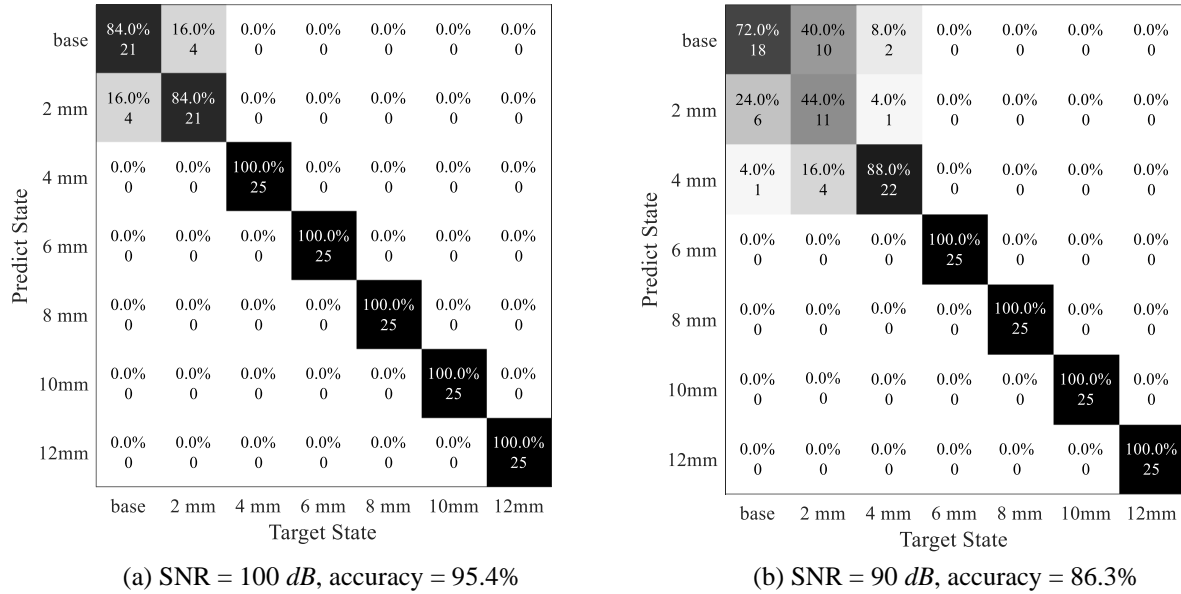 base 84.0% 16.0% 0.0% 0.0% 0.0% 0.0% 0.0%
21 4 0 0 0 0 0
2 mm 16.0% 84.0% 0.0% 0.0% 0.0% 0.0% 0.0%
4 21 0 0 0 0 0
4 mm 0.0% 0.0% 100.0% 0.0% 0.0% 0.0% 0.0%
0 0 25 0 0 0 0
6 mm 0.0% 0.0% 0.0% 100.0% 0.0% 0.0% 0.0%
0 0 0 25 0 0 0
8 mm 0.0% 0.0% 0.0% 0.0% 100.0% 0.0% 0.0%
0 0 0 0 25 0 0
10mm 0.0% 0.0% 0.0% 0.0% 0.0% 100.0% 0.0%
0 0 0 0 0 25 0
12mm 0.0% 0.0% 0.0% 0.0% 0.0% 0.0% 100.0%
0 0 0 0 0 0 25
Predict State
base 2 mm 4 mm 6 mm 8 mm 10mm 12mm
Target State
(a) SNR = 100 dB, accuracy = 95.4%
base 72.0% 40.0% 8.0% 0.0% 0.0% 0.0% 0.0%
18 10 2 0 0 0 0
2 mm 24.0% 44.0% 4.0% 0.0% 0.0% 0.0% 0.0%
6 11 1 0 0 0 0
4 mm 4.0% 16.0% 88.0% 0.0% 0.0% 0.0% 0.0%
1 4 22 0 0 0 0
6 mm 0.0% 0.0% 0.0% 100.0% 0.0% 0.0% 0.0%
0 0 0 25 0 0 0
8 mm 0.0% 0.0% 0.0% 0.0% 100.0% 0.0% 0.0%
0 0 0 0 25 0 0
10mm 0.0% 0.0% 0.0% 0.0% 0.0% 100.0% 0.0%
0 0 0 0 0 25 0
12mm 0.0% 0.0% 0.0% 0.0% 0.0% 0.0% 100.0%
0 0 0 0 0 0 25
Predict State
base 2 mm 4 mm 6 mm 8 mm 10mm 12mm
Target State
(b) SNR = 90 dB, accuracy = 86.3%